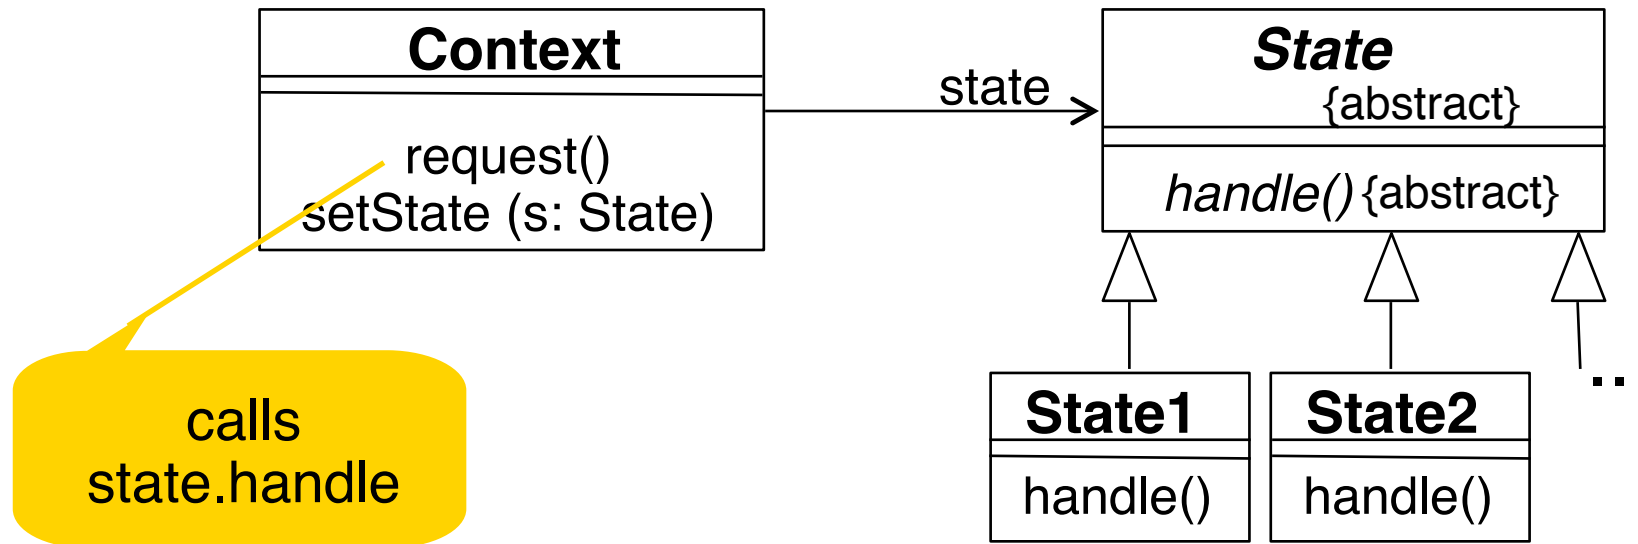 Context
request()
setState (s: State)
state
State
{abstract}
handle() {abstract}
State1
handle()
State2
handle()
..
calls
state.handle